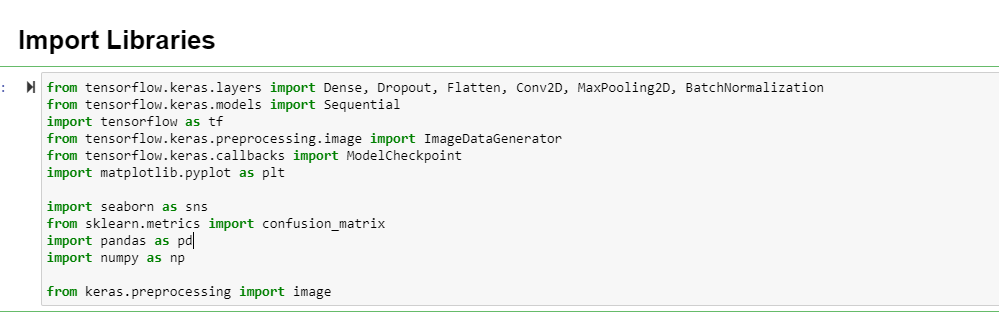 Import Libraries
:
from tensorflow.keras.layers import Dense, Dropout, Flatten, Conv2D, MaxPooling2D, BatchNormalization
from tensorflow.keras.models import Sequential
import tensorflow as tf
from tensorflow.keras.preprocessing.image import ImageDataGenerator
from tensorflow.keras.callbacks import ModelCheckpoint
import matplotlib.pyplot as plt
import seaborn as sns
from sklearn.metrics import confusion_matrix
import pandas as pd
import numpy as np
from keras.preprocessing import image